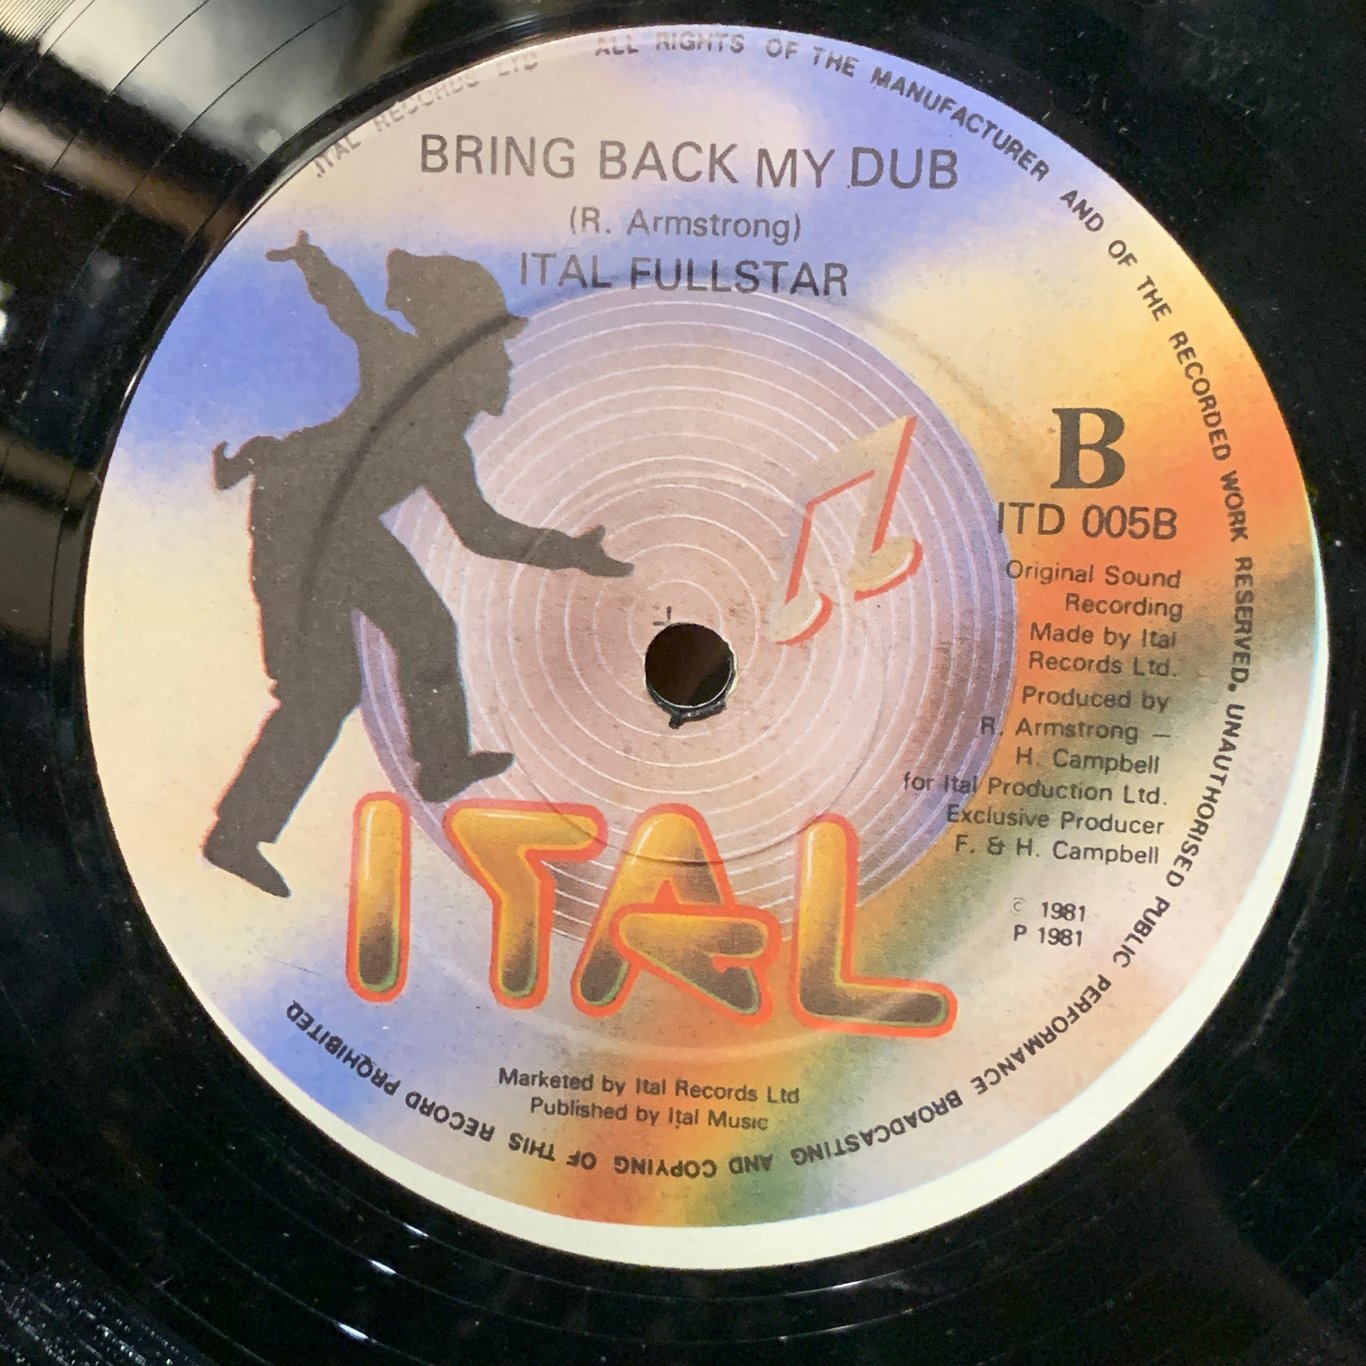 ITAL RECORDS LTD ALL RIGHTS OF THE MANUFACTURER AND OF THE RECORDED WORK RESERVED. UNAUTHORISED PUBLIC PERFORMANCE BROADCASTING AND COPYING OF THIS RECORD PROHIBITED
BRING BACK MY DUB
(R. Armstrong)
ITAL FULLSTAR
B
ITD 005B
Original Sound
Recording
Made by Ital
Records Ltd.
Produced by
R. Armstrong —
H. Campbell
for Ital Production Ltd.
Exclusive Producer
F. & H. Campbell
© 1981
P 1981
ITAL
Marketed by Ital Records Ltd
Published by Ital Music